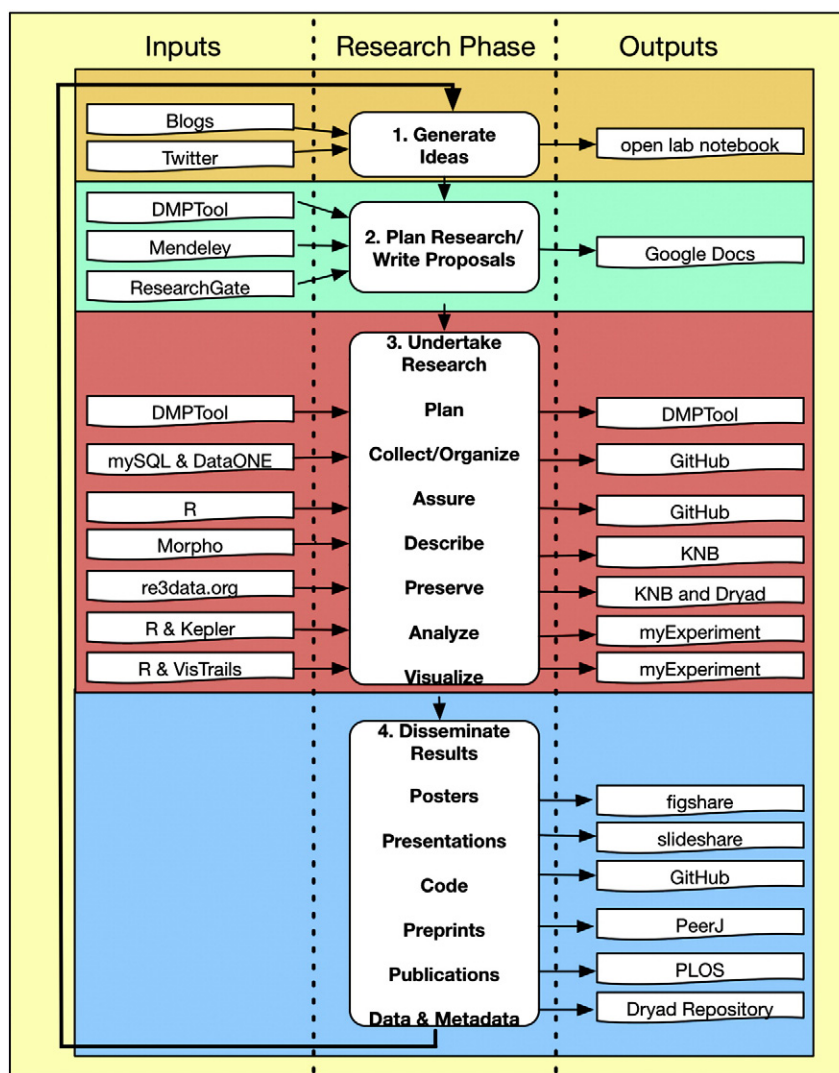 Inputs
Research Phase
Outputs
Blogs
Twitter
1. Generate
Ideas
open lab notebook
DMPTool
Mendeley
ResearchGate
2. Plan Research/
Write Proposals
Google Docs
3. Undertake
Research
DMPTool
Plan
DMPTool
mySQL & DataONE
Collect/Organize
GitHub
R
Assure
GitHub
Morpho
Describe
KNB
re3data.org
Preserve
KNB and Dryad
R & Kepler
Analyze
myExperiment
R & VisTrails
Visualize
myExperiment
4. Disseminate
Results
Posters
figshare
Presentations
slideshare
Code
GitHub
Preprints
PeerJ
Publications
PLOS
Data & Metadata
Dryad Repository